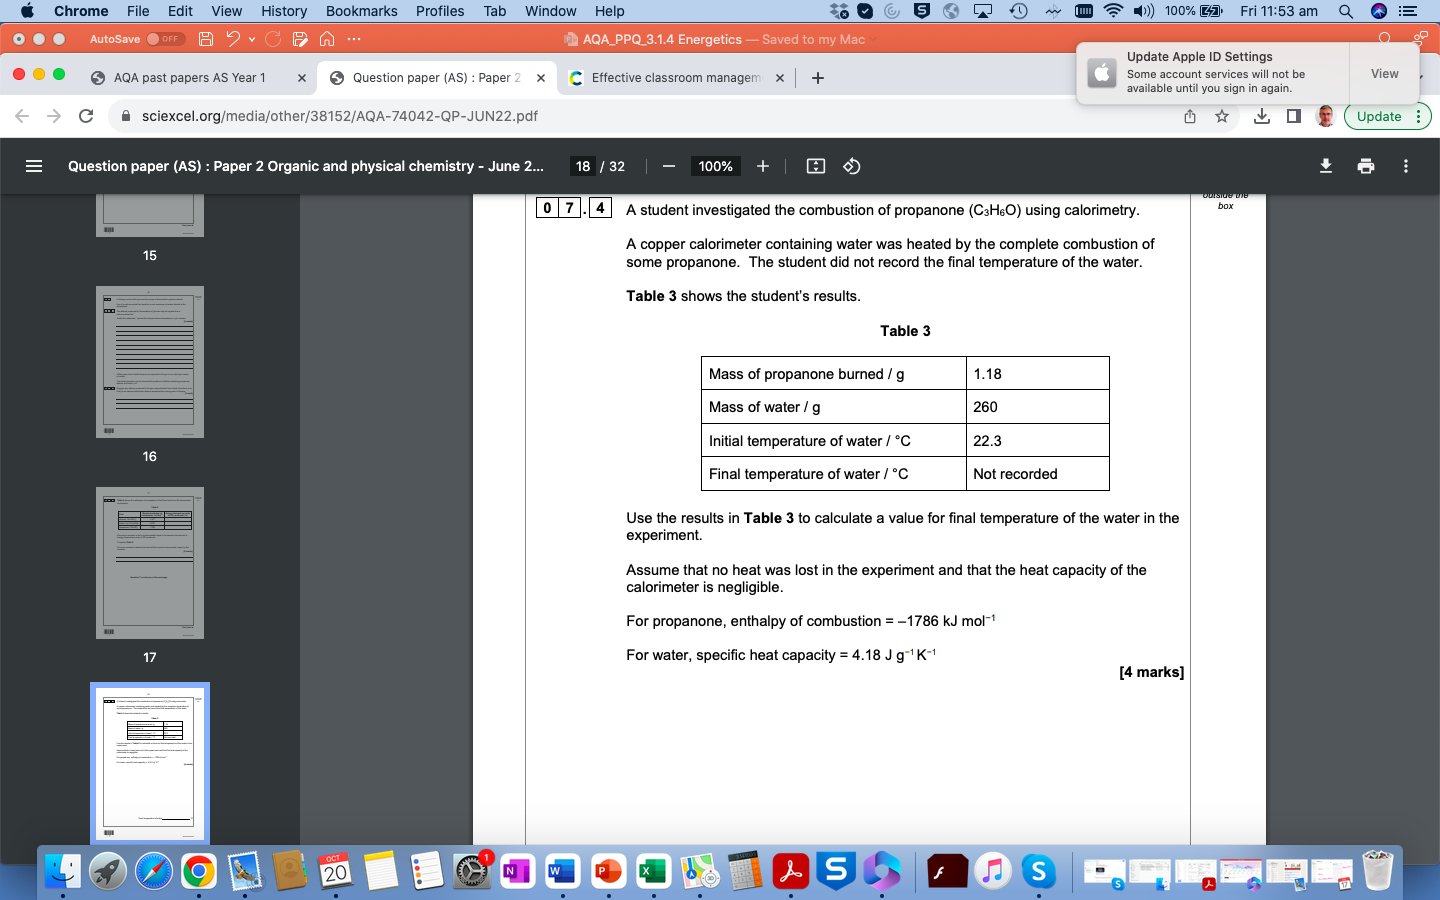 Chrome File Edit View History Bookmarks Profiles Tab Window Help 100% Fri 11:53 am
AutoSave OFF AQA_PPQ_3.1.4 Energetics — Saved to my Mac
AQA past papers AS Year 1 Question paper (AS) : Paper 2 Effective classroom managem
Update Apple ID Settings
Some account services will not be
available until you sign in again.
View
sciexcel.org/media/other/38152/AQA-74042-QP-JUN22.pdf Update
Question paper (AS) : Paper 2 Organic and physical chemistry - June 2... 18 / 32 100%
15
16
17
outside the
box
0 7 . 4 A student investigated the combustion of propanone (C₃H₆O) using calorimetry.
A copper calorimeter containing water was heated by the complete combustion of
some propanone. The student did not record the final temperature of the water.
Table 3 shows the student's results.
Table 3
Mass of propanone burned / g 1.18
Mass of water / g 260
Initial temperature of water / °C 22.3
Final temperature of water / °C Not recorded
Use the results in Table 3 to calculate a value for final temperature of the water in the
experiment.
Assume that no heat was lost in the experiment and that the heat capacity of the
calorimeter is negligible.
For propanone, enthalpy of combustion = –1786 kJ mol⁻¹
For water, specific heat capacity = 4.18 J g⁻¹ K⁻¹
[4 marks]
OCT
20
1
N W P X
S
S
17